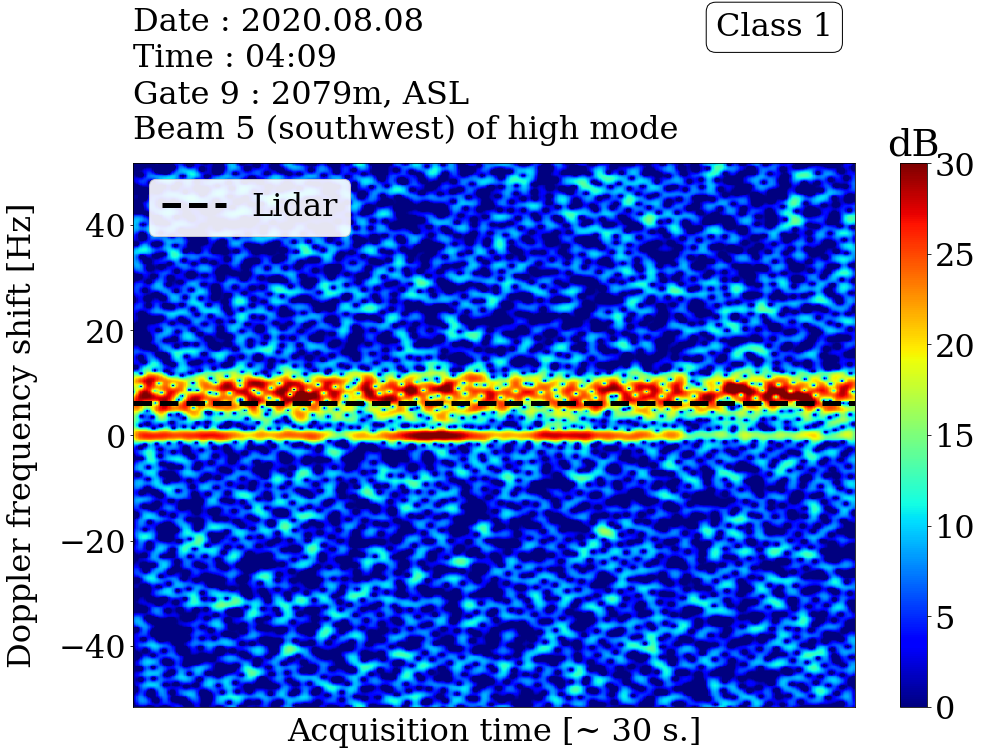 Date : 2020.08.08
Time : 04:09
Gate 9 : 2079m, ASL
Beam 5 (southwest) of high mode
Class 1
dB
Lidar
Doppler frequency shift [Hz]
40
20
0
−20
−40
30
25
20
15
10
5
0
Acquisition time [~ 30 s.]